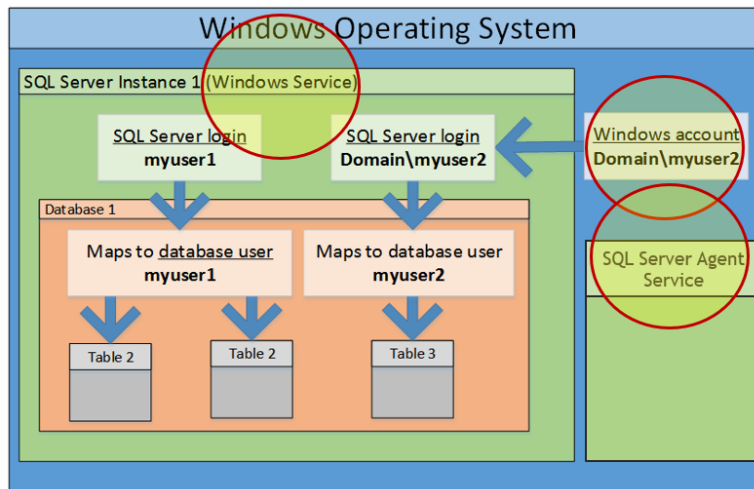 Windows Operating System
SQL Server Instance 1 (Windows Service)
SQL Server login
myuser1
SQL Server login
Domain\myuser2
Windows account
Domain\myuser2
Database 1
Maps to database user
myuser1
Maps to database user
myuser2
SQL Server Agent
Service
Table 2
Table 2
Table 3